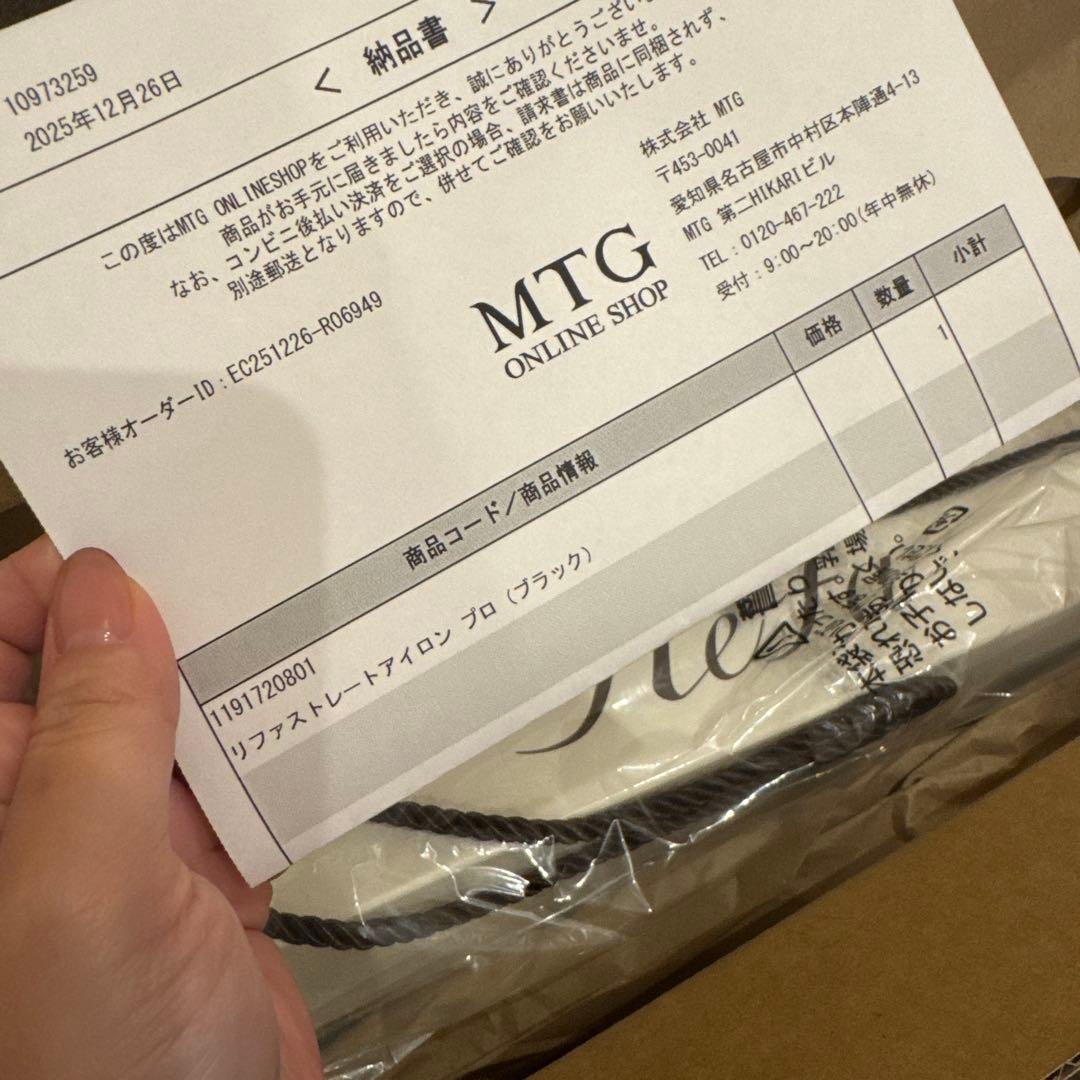 10973259
2025年12月26日
< 納品書 >
この度はMTG ONLINESHOPをご利用いただき、誠にありがとうござい
商品がお手元に届きましたら内容をご確認くださいませ。
なお、コンビニ後払い決済をご選択の場合、請求書は商品に同梱されず、
別途郵送となりますので、併せてご確認をお願いいたします。
株式会社 MTG
〒453-0041
愛知県名古屋市中村区本陣通4-13
MTG 第二HIKARIビル
TEL:0120-467-222
受付:9:00～20:00(年中無休)
MTG
ONLINE SHOP
お客様オーダーID:EC251226-R06949
商品コード/商品情報 価格 数量 小計
1191720801 1
リファストレートアイロン プロ(ブラック)
ReFa
お子